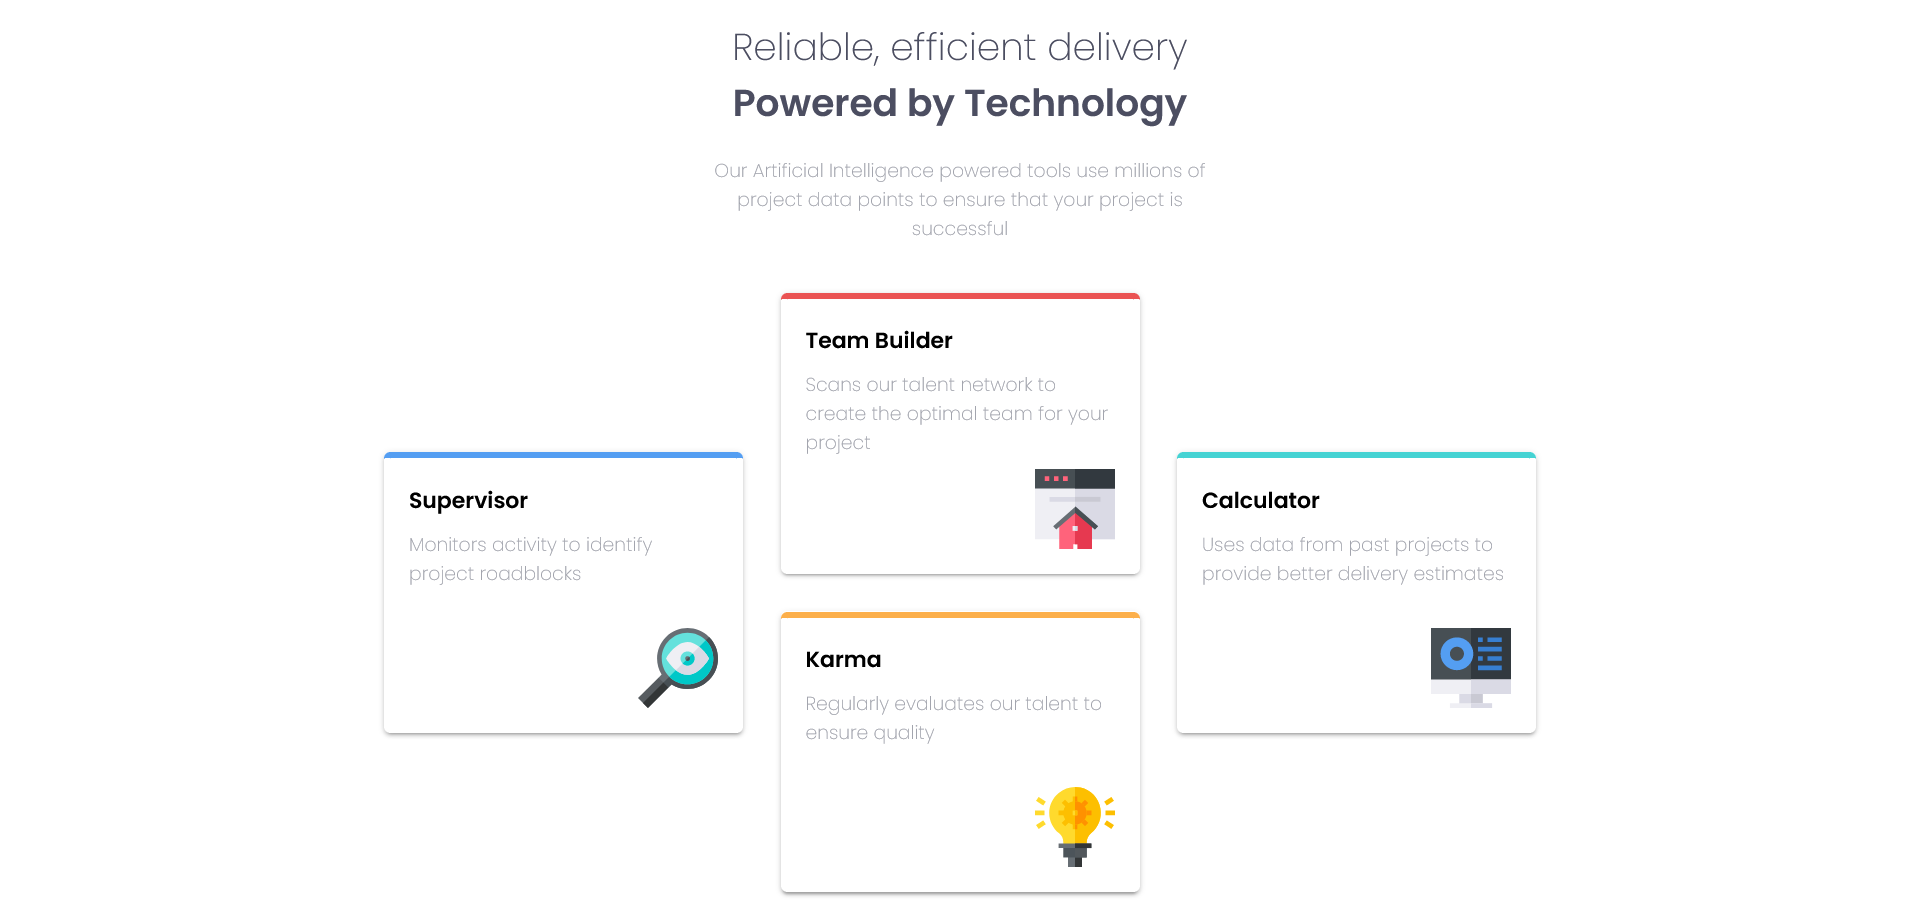 Reliable, efficient delivery
Powered by Technology
Our Artificial Intelligence powered tools use millions of
project data points to ensure that your project is
successful
Supervisor
Monitors activity to identify
project roadblocks
Team Builder
Scans our talent network to
create the optimal team for your
project
Karma
Regularly evaluates our talent to
ensure quality
Calculator
Uses data from past projects to
provide better delivery estimates